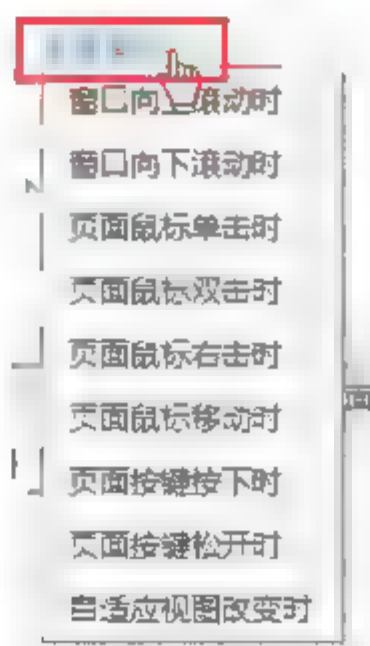 窗口向上滚动时
窗口向下滚动时
页面鼠标单击时
页面鼠标双击时
页面鼠标右击时
页面鼠标移动时
页面按键按下时
页面按键松开时
自适应视图改变时
面